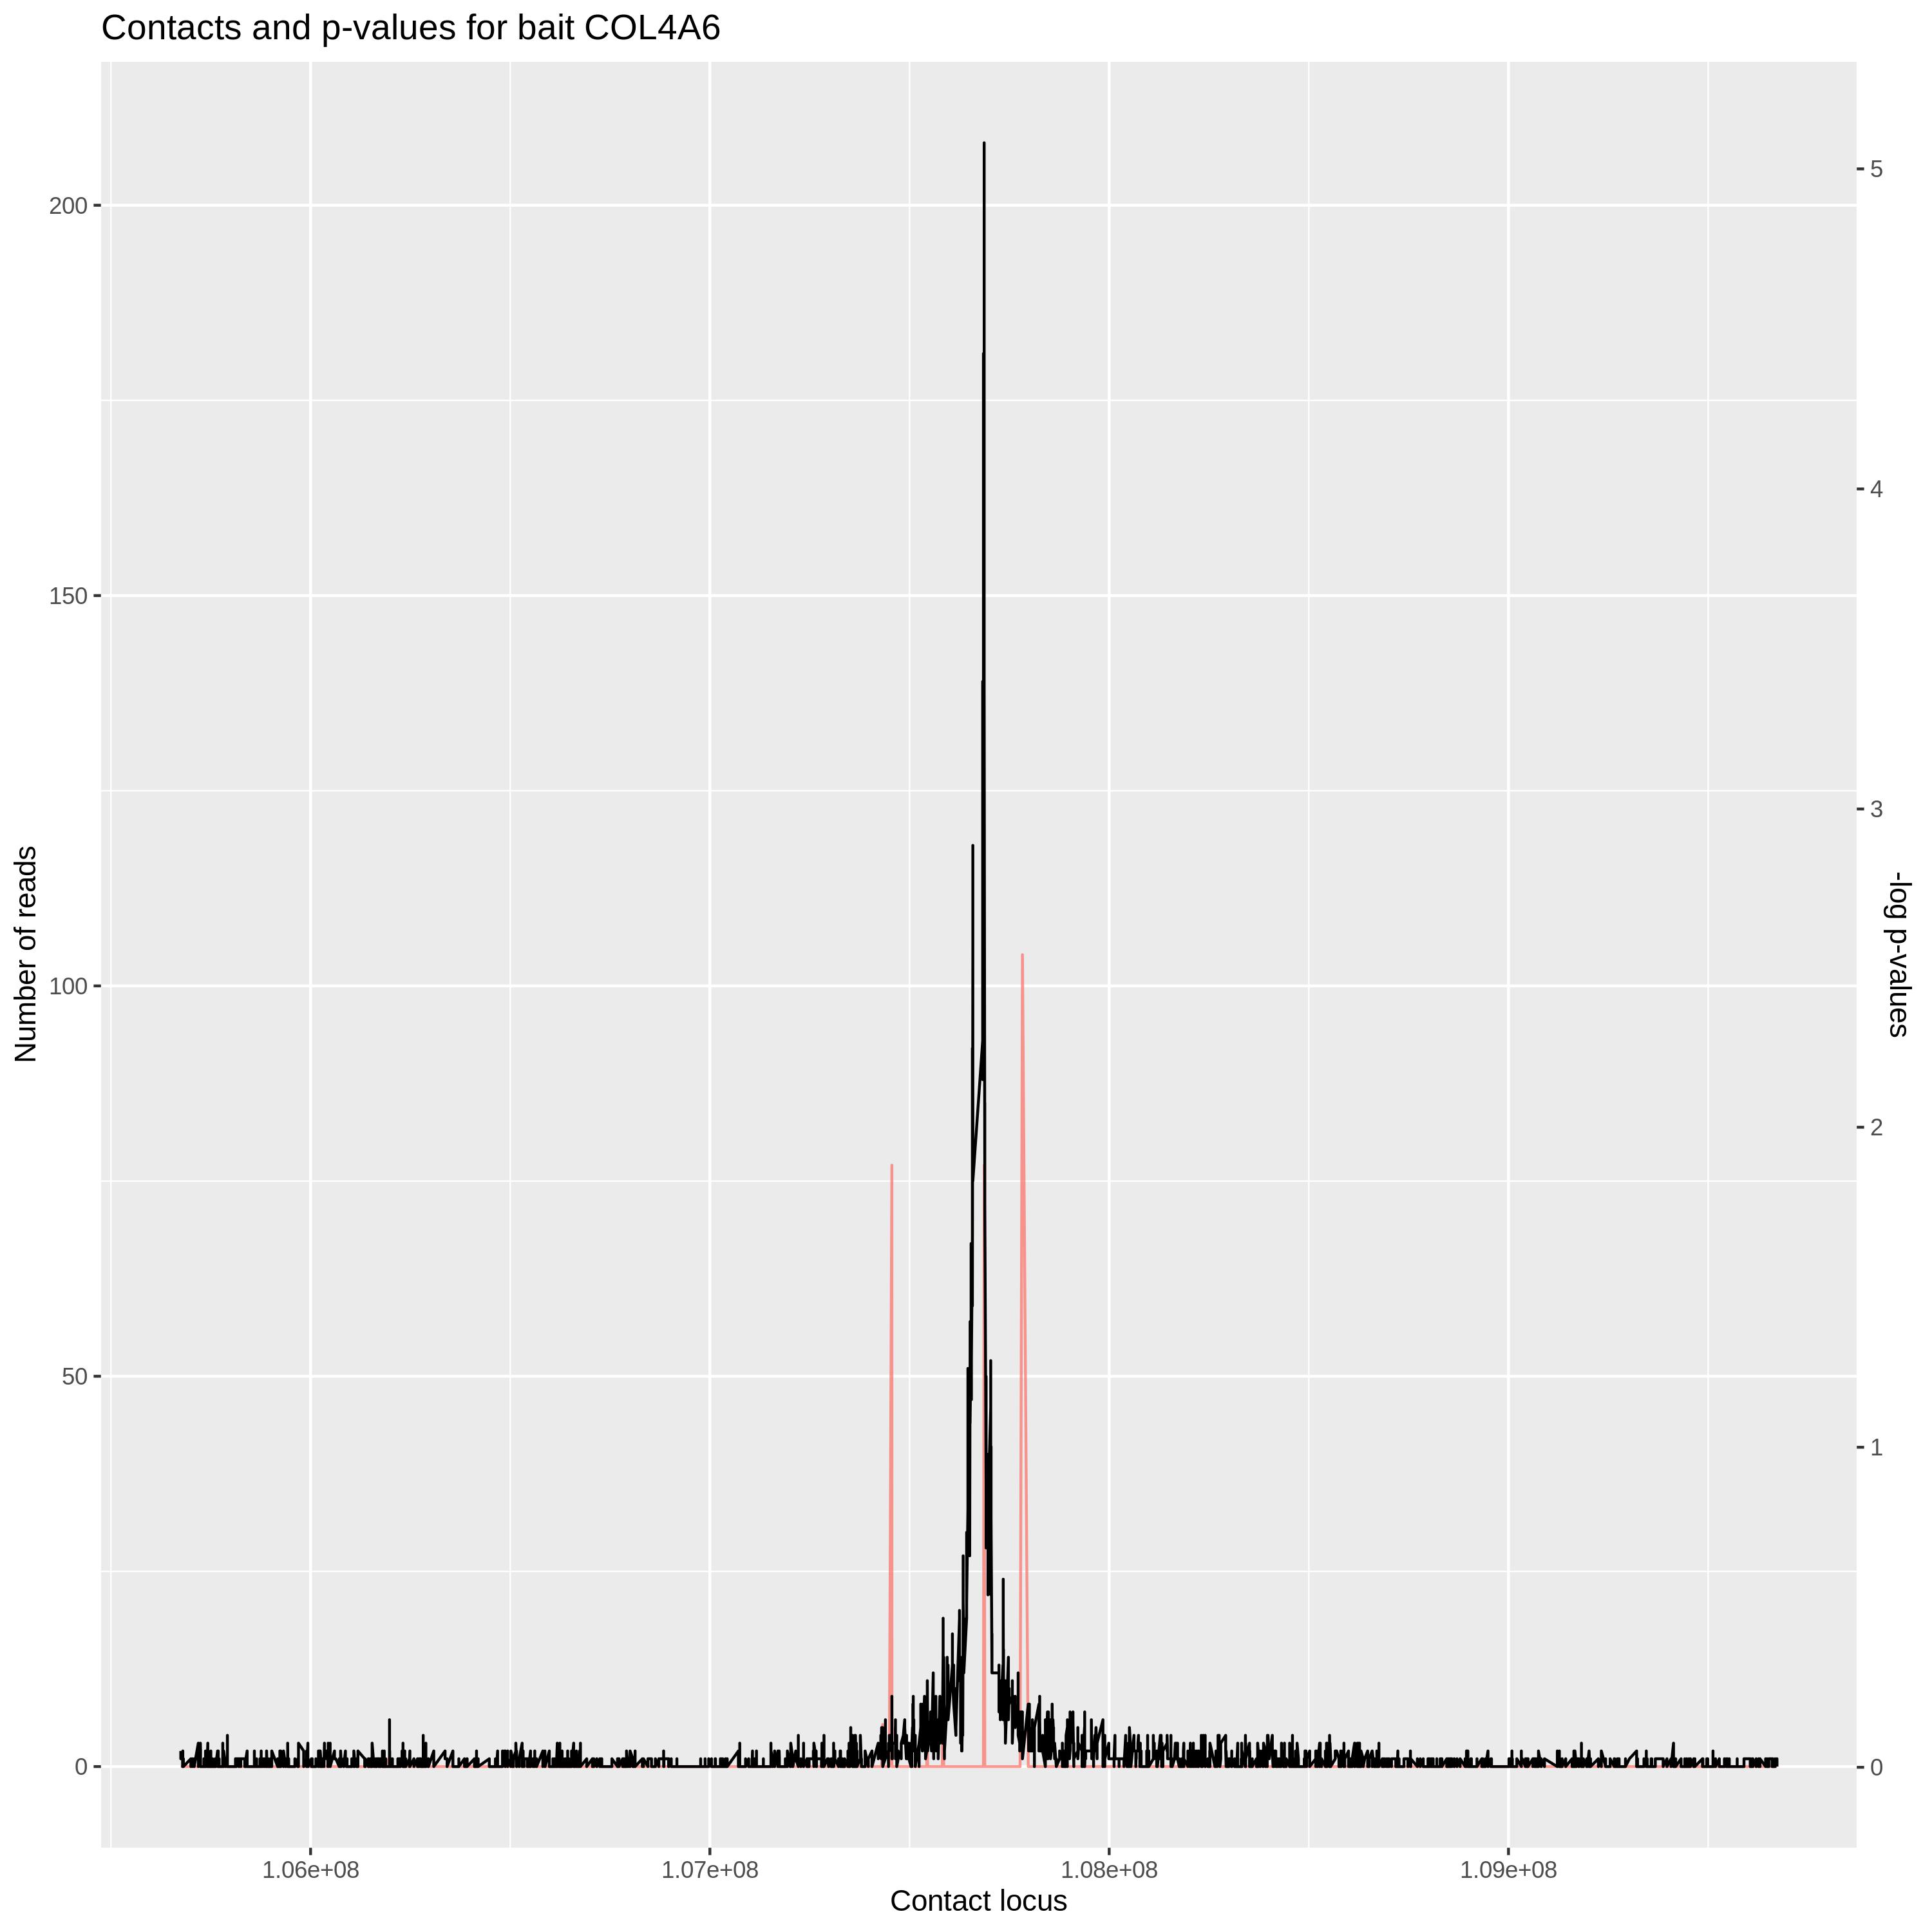 Contacts and p-values for bait COL4A6
Number of reads
200
150
100
50
0
5
4
3
2
1
0
-log p-values
1.06e+08
1.07e+08
1.08e+08
1.09e+08
Contact locus